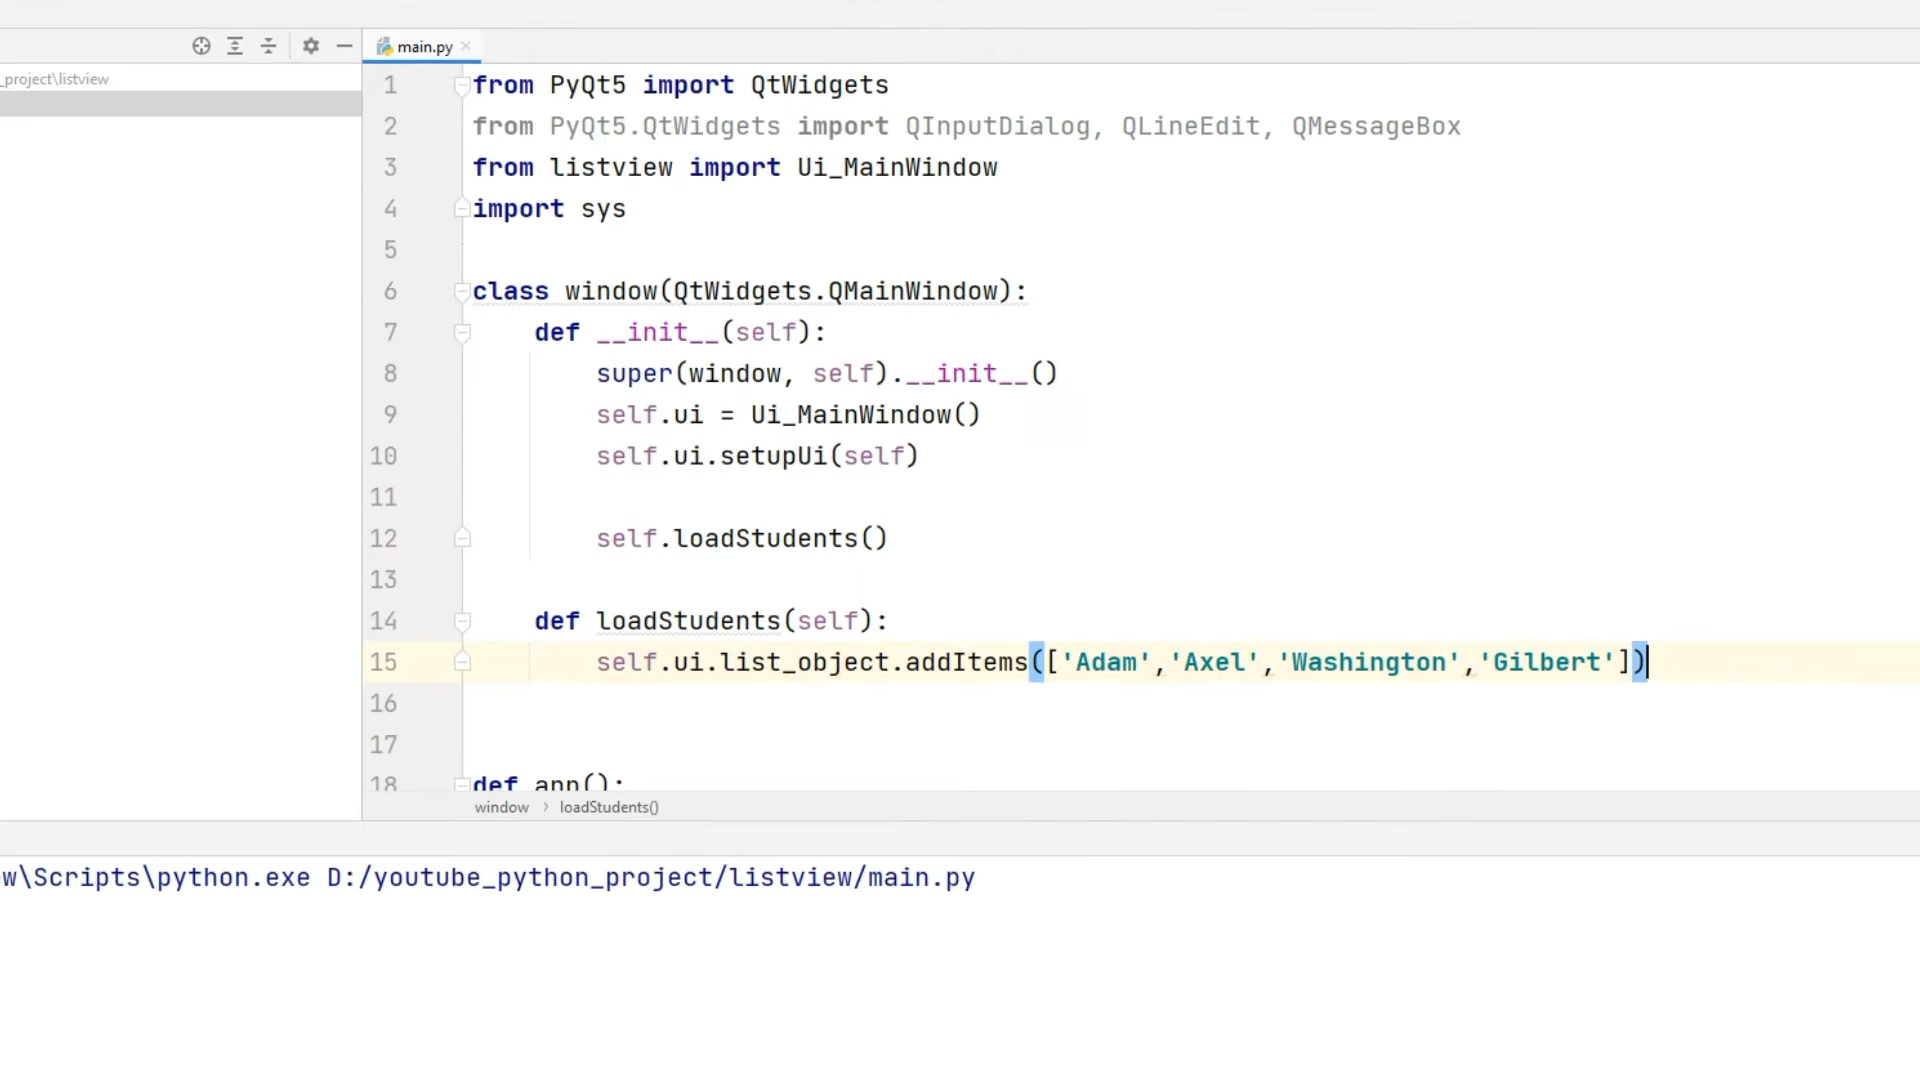 main.py
_project\listview
1 from PyQt5 import QtWidgets
2 from PyQt5.QtWidgets import QInputDialog, QLineEdit, QMessageBox
3 from listview import Ui_MainWindow
4 import sys
5
6 class window(QtWidgets.QMainWindow):
7 def __init__(self):
8 super(window, self).__init__()
9 self.ui = Ui_MainWindow()
10 self.ui.setupUi(self)
11
12 self.loadStudents()
13
14 def loadStudents(self):
15 self.ui.list_object.addItems(['Adam','Axel','Washington','Gilbert'])
16
17
18 def app():
window › loadStudents()
w\Scripts\python.exe D:/youtube_python_project/listview/main.py